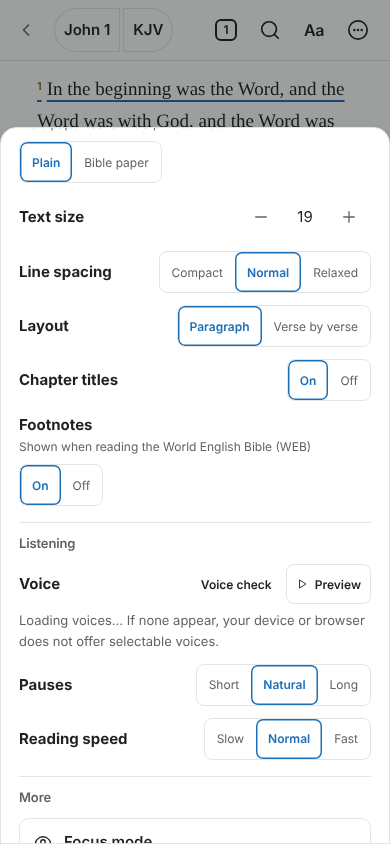 John 1 KJV 1 Aa
1 In the beginning was the Word, and the
Word was with God, and the Word was
Plain Bible paper
Text size 19
Line spacing Compact Normal Relaxed
Layout Paragraph Verse by verse
Chapter titles On Off
Footnotes
Shown when reading the World English Bible (WEB)
On Off
Listening
Voice Voice check Preview
Loading voices... If none appear, your device or browser
does not offer selectable voices.
Pauses Short Natural Long
Reading speed Slow Normal Fast
More
Focus mode